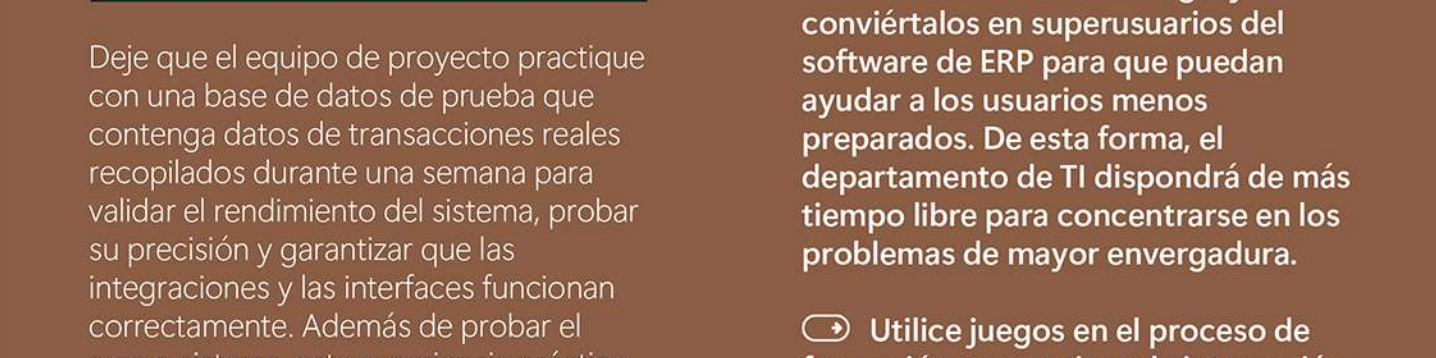 Deje que el equipo de proyecto practique
con una base de datos de prueba que
contenga datos de transacciones reales
recopilados durante una semana para
validar el rendimiento del sistema, probar
su precisión y garantizar que las
integraciones y las interfaces funcionan
correctamente. Además de probar el
conviértalos en superusuarios del
software de ERP para que puedan
ayudar a los usuarios menos
preparados. De esta forma, el
departamento de TI dispondrá de más
tiempo libre para concentrarse en los
problemas de mayor envergadura.
Utilice juegos en el proceso de